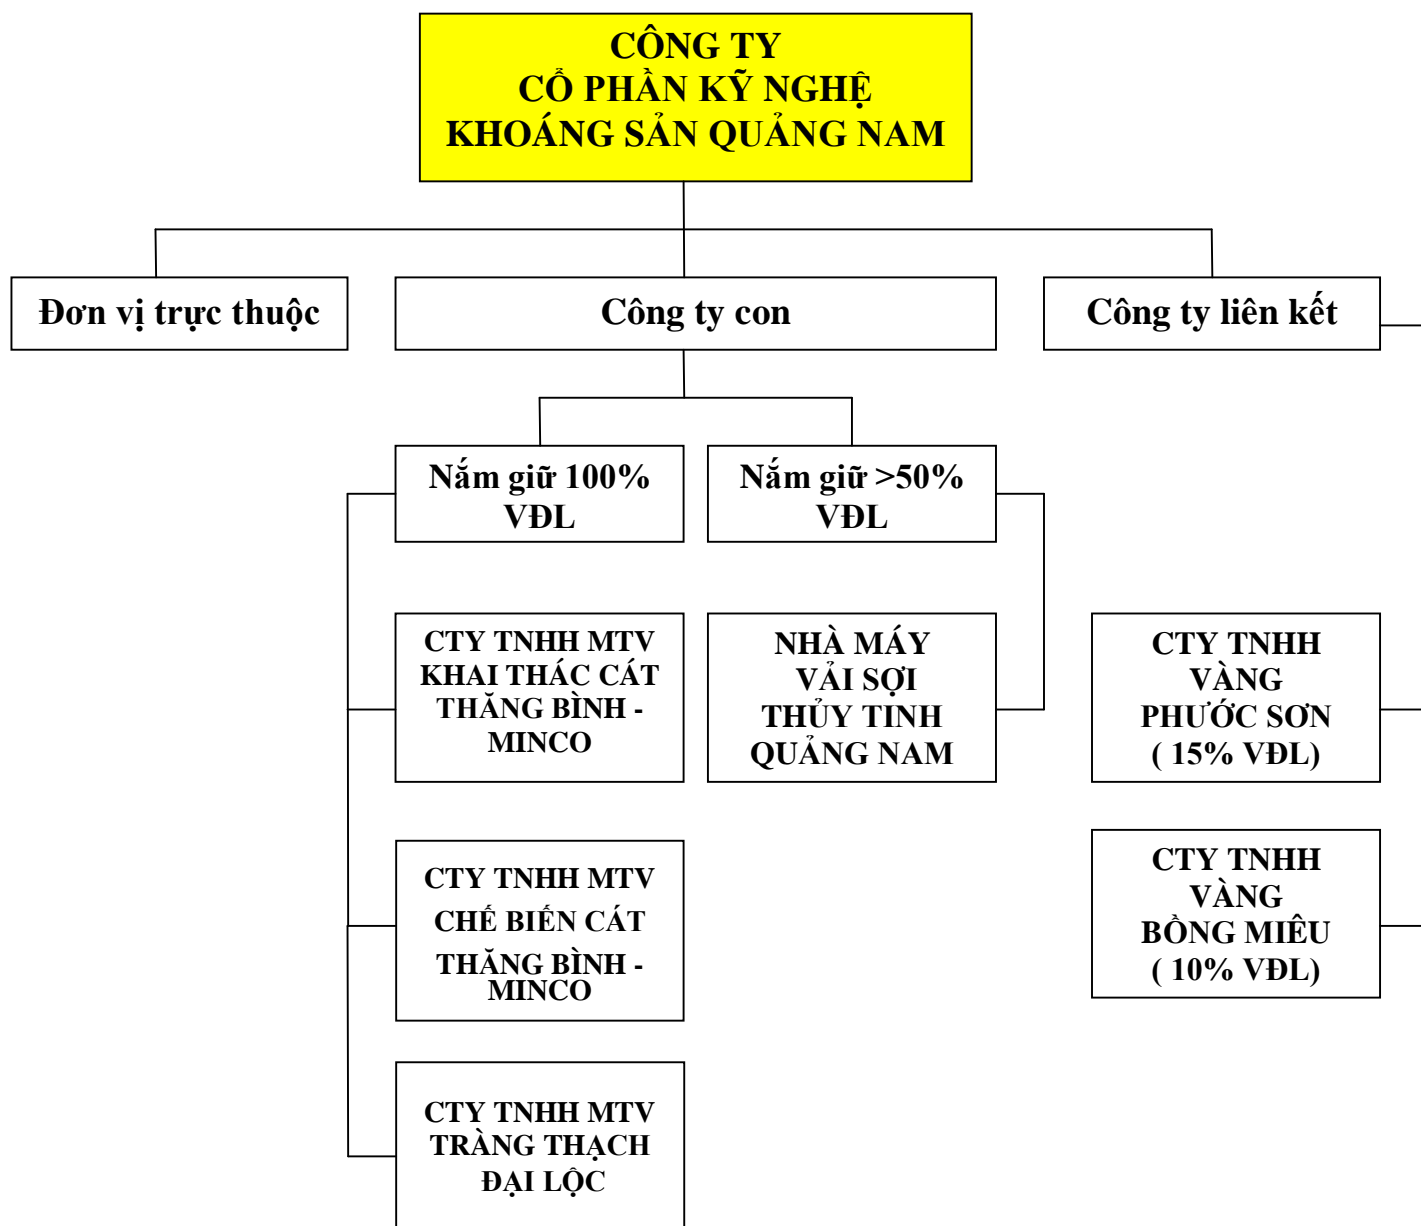 CÔNG TY
CỔ PHẦN KỸ NGHỆ
KHOÁNG SẢN QUẢNG NAM
Đơn vị trực thuộc
Công ty con
Công ty liên kết
Nắm giữ 100%
VĐL
Nắm giữ >50%
VĐL
CTY TNHH MTV
KHAI THÁC CÁT
THĂNG BÌNH -
MINCO
NHÀ MÁY
VẢI SỢI
THỦY TINH
QUẢNG NAM
CTY TNHH
VÀNG
PHƯỚC SƠN
( 15% VĐL)
CTY TNHH MTV
CHẾ BIẾN CÁT
THĂNG BÌNH -
MINCO
CTY TNHH
VÀNG
BỒNG MIÊU
( 10% VĐL)
CTY TNHH MTV
TRÀNG THẠCH
ĐẠI LỘC